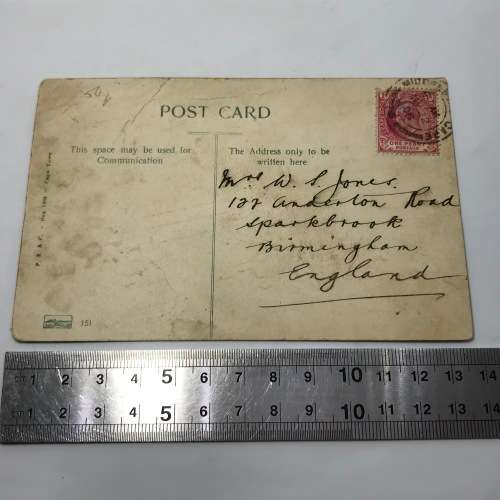 POST CARD
This space may be used for
Communication
The Address only to be
written here
Mrs W. S. Jones.
127 Anderton Road
Sparkbrook
Birmingham
England
ONE PENNY
POSTAGE
151
1 2 3 4 5 6 7 8 9 10 11 12 13 14
1 2 3 4 5 6 7 8 9 10 11 12 13 14